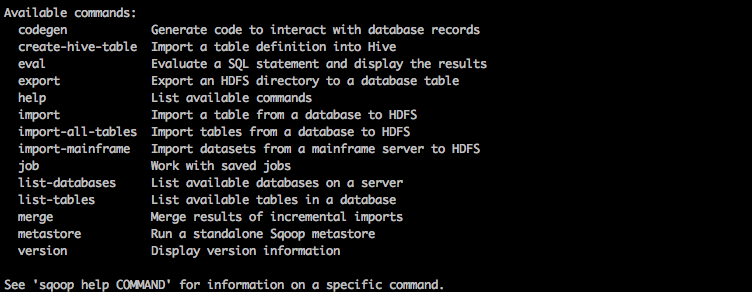 Available commands:
  codegen            Generate code to interact with database records
  create-hive-table  Import a table definition into Hive
  eval               Evaluate a SQL statement and display the results
  export             Export an HDFS directory to a database table
  help               List available commands
  import             Import a table from a database to HDFS
  import-all-tables  Import tables from a database to HDFS
  import-mainframe   Import datasets from a mainframe server to HDFS
  job                Work with saved jobs
  list-databases     List available databases on a server
  list-tables        List available tables in a database
  merge              Merge results of incremental imports
  metastore          Run a standalone Sqoop metastore
  version            Display version information

See 'sqoop help COMMAND' for information on a specific command.